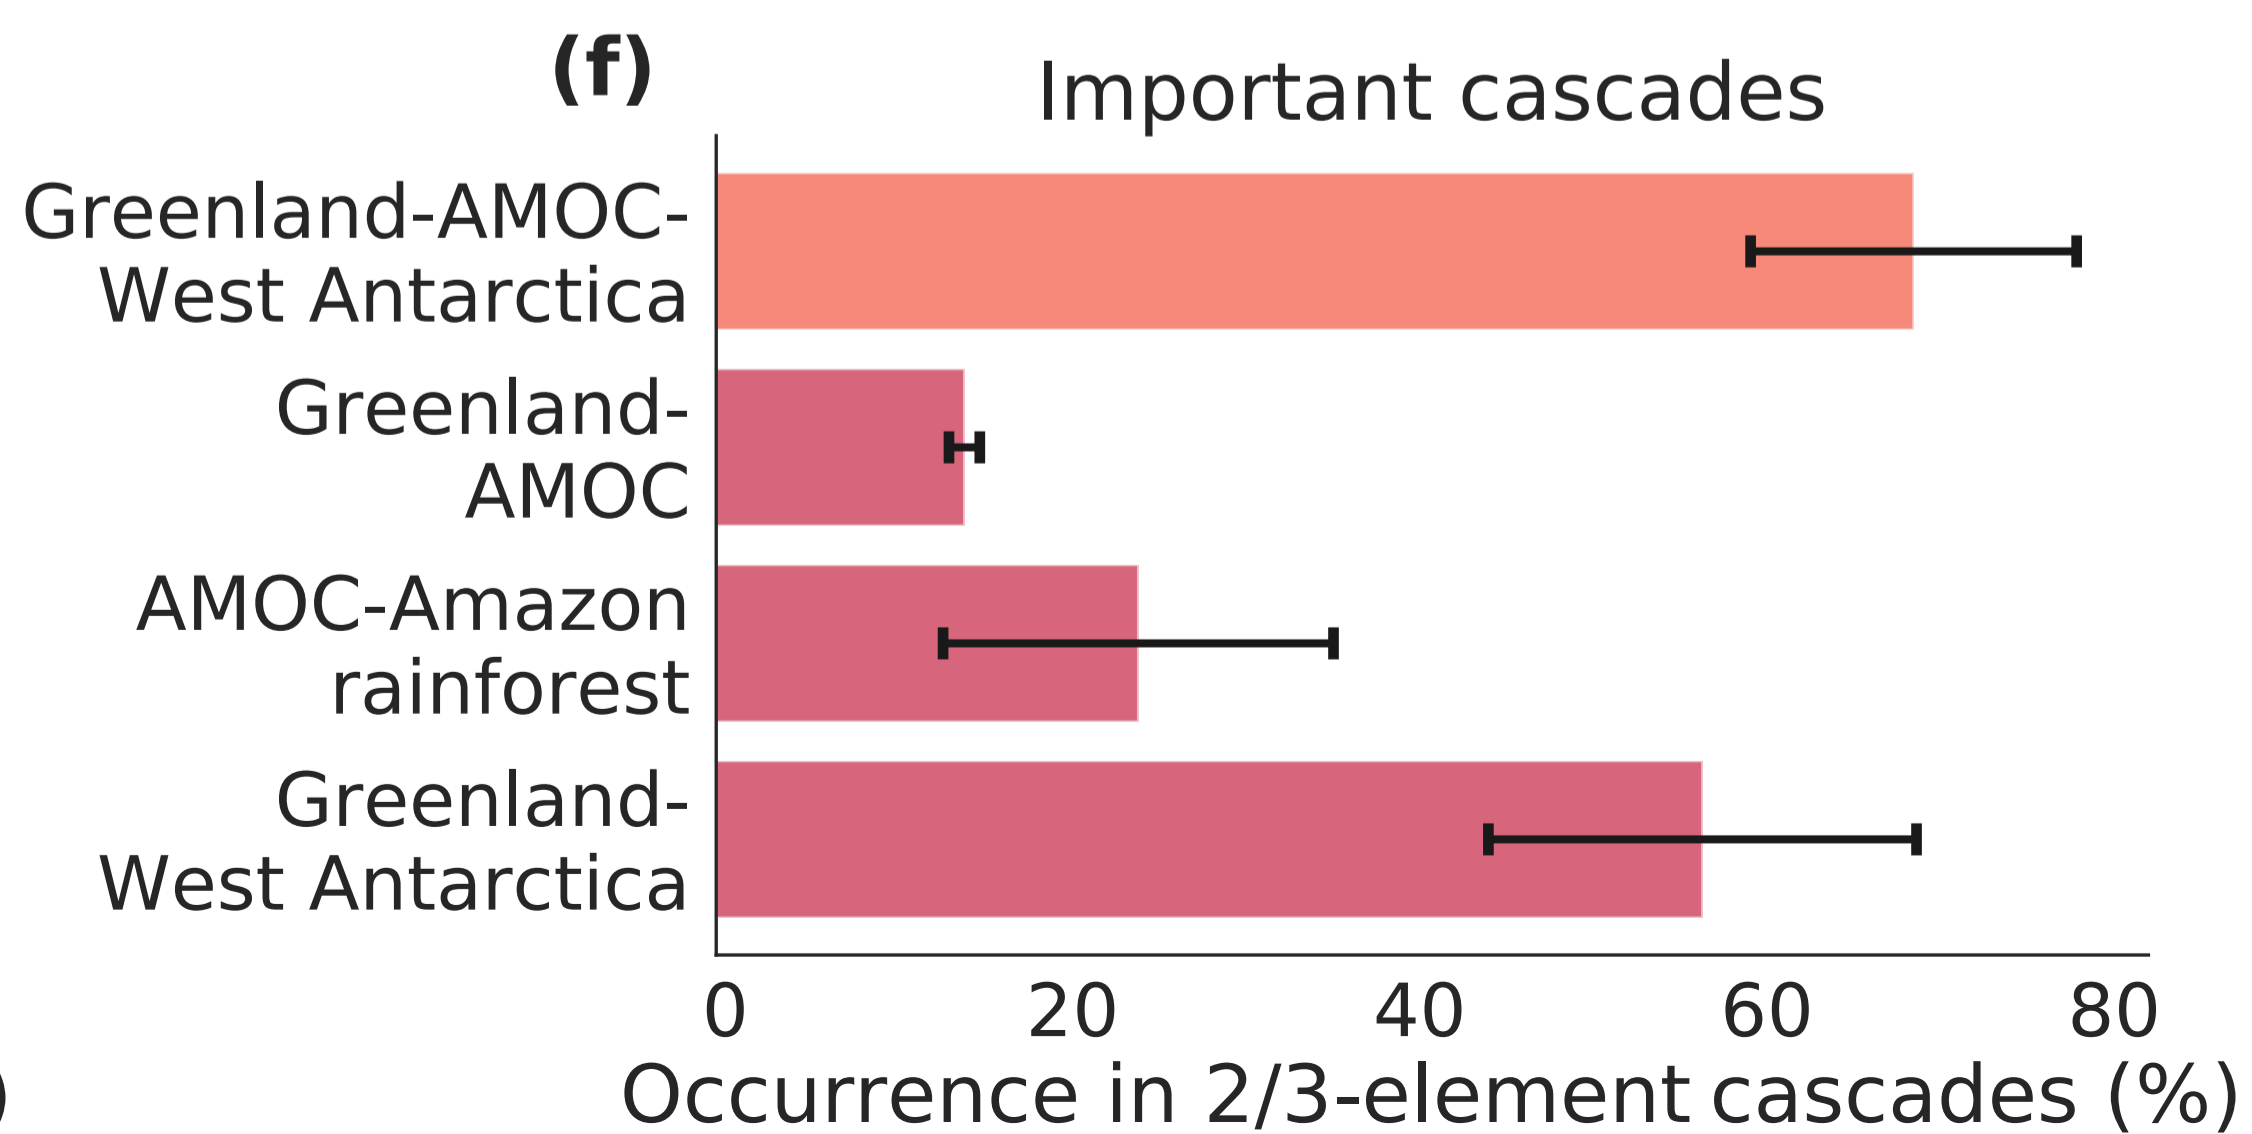 (f)
Important cascades
Greenland-AMOC-
West Antarctica
Greenland-
AMOC
AMOC-Amazon
rainforest
Greenland-
West Antarctica
0 20 40 60 80
Occurrence in 2/3-element cascades (%)
)